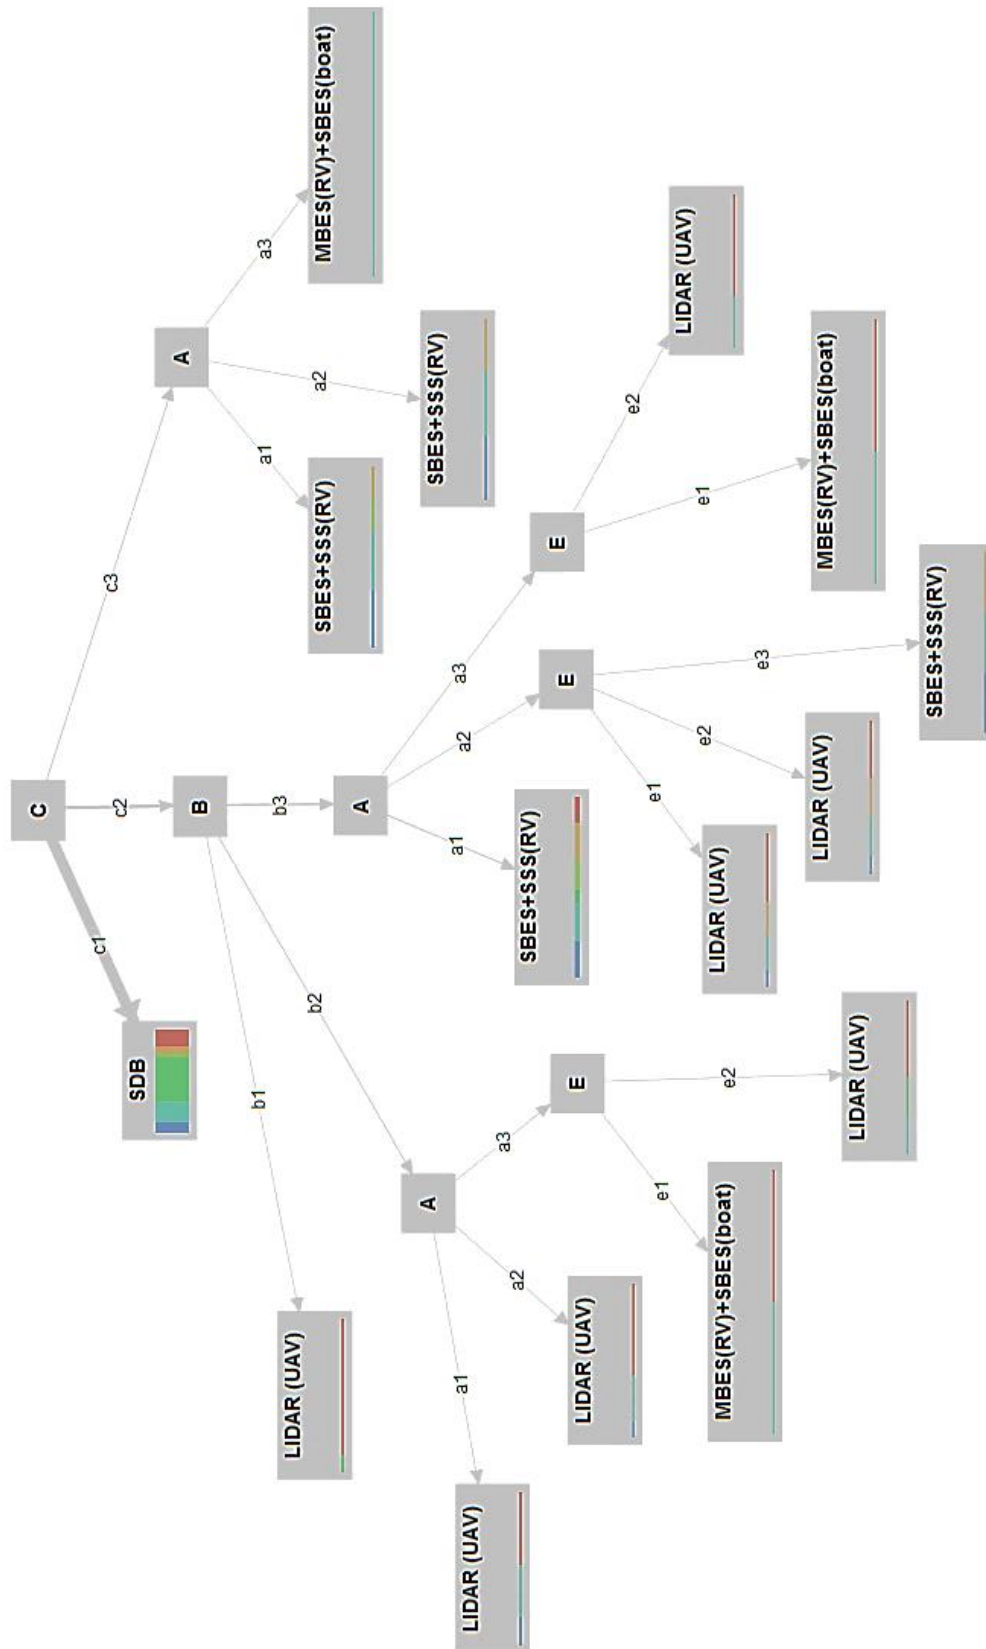 C
c1
c2
c3
SDB
B
A
b1
b2
b3
a1
a2
a3
LIDAR (UAV)
A
A
SBES+SSS(RV)
SBES+SSS(RV)
MBES(RV)+SBES(boat)
a1
a2
a3
a1
a2
a3
LIDAR (UAV)
LIDAR (UAV)
E
SBES+SSS(RV)
E
E
e1
e2
e1
e2
e3
e1
e2
MBES(RV)+SBES(boat)
LIDAR (UAV)
LIDAR (UAV)
LIDAR (UAV)
SBES+SSS(RV)
MBES(RV)+SBES(boat)
LIDAR (UAV)